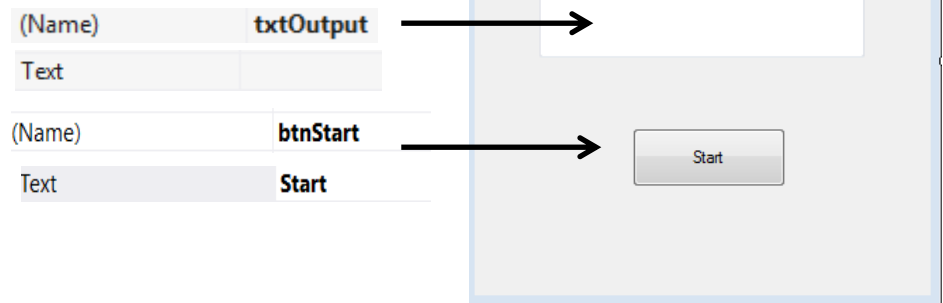 (Name) txtOutput
Text
(Name) btnStart
Text Start
Start